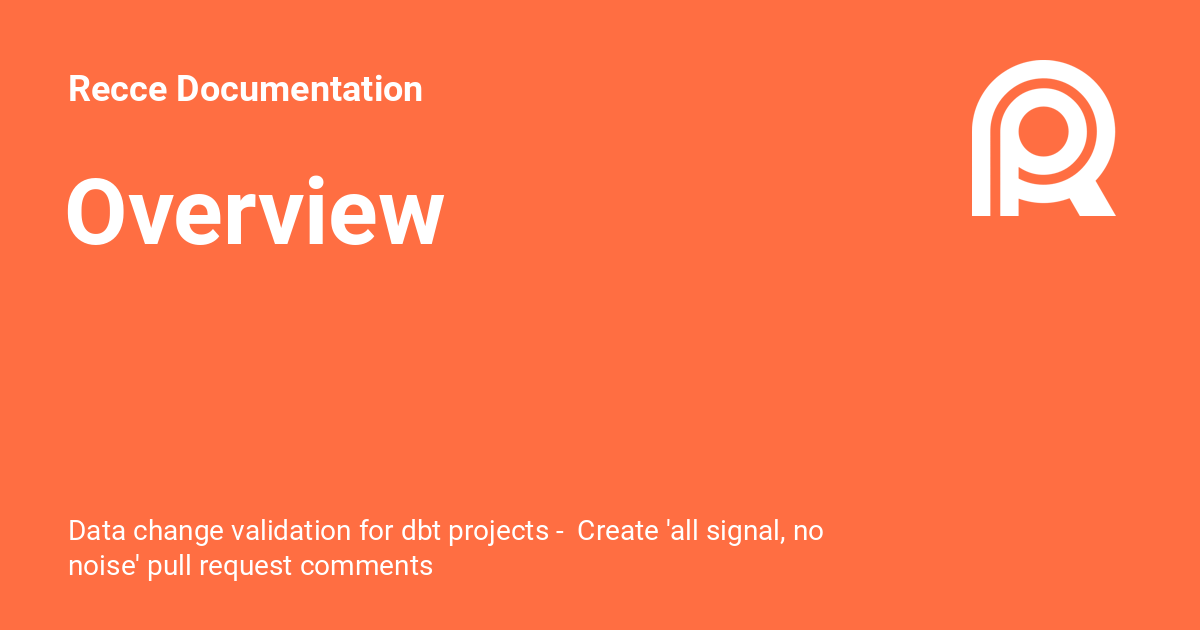 Recce Documentation
Overview
Data change validation for dbt projects -  Create 'all signal, no
noise' pull request comments